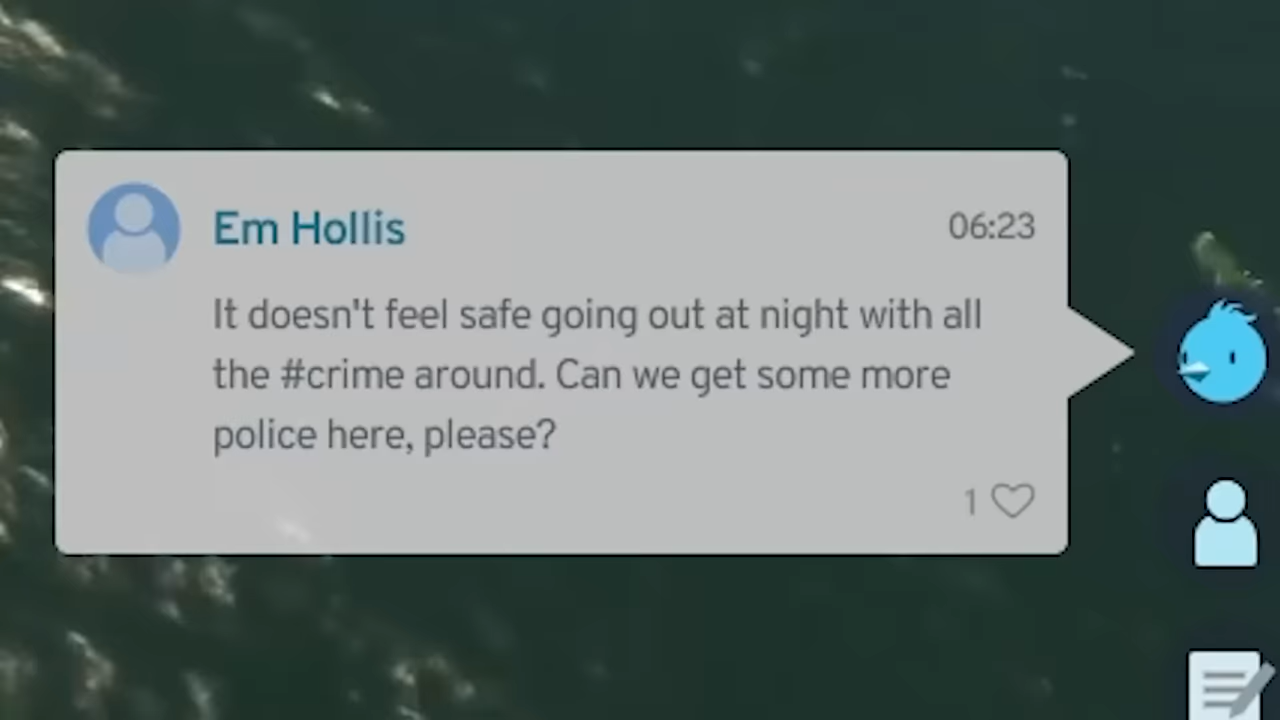 Em Hollis
06:23
It doesn't feel safe going out at night with all
the #crime around. Can we get some more
police here, please?
1